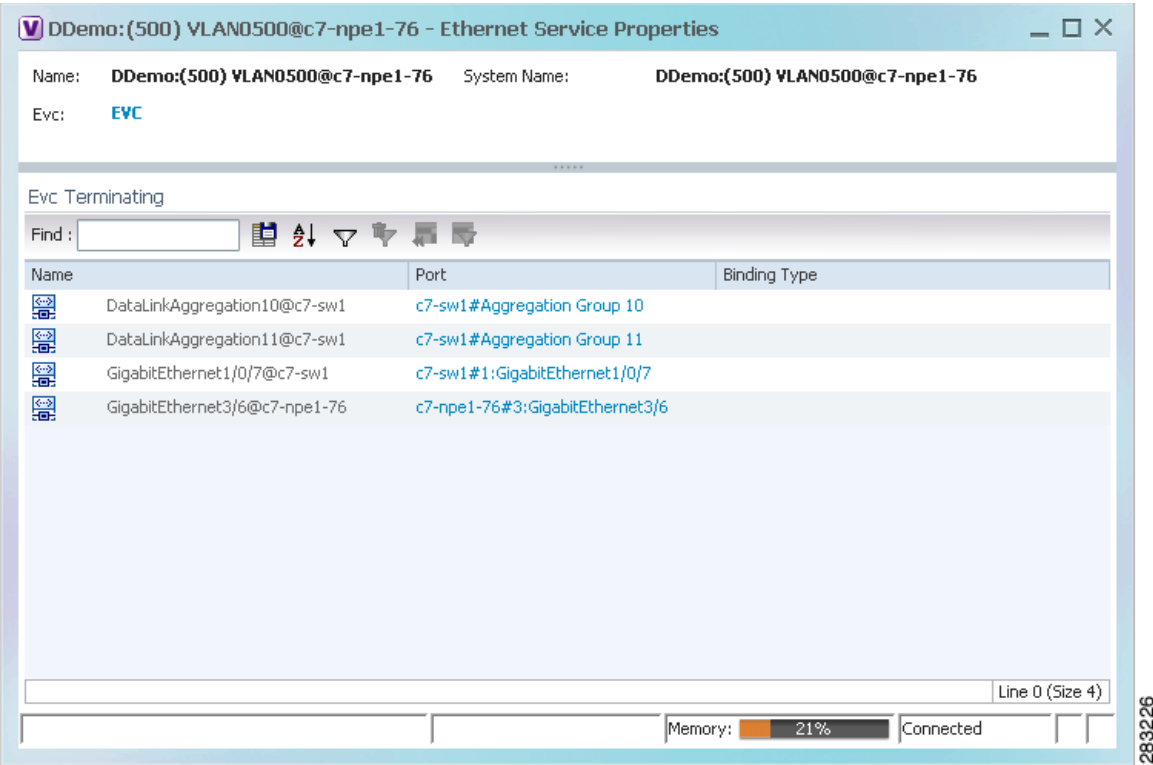 V DDemo:(500) VLAN0500@c7-npe1-76 - Ethernet Service Properties
Name: DDemo:(500) VLAN0500@c7-npe1-76 System Name: DDemo:(500) VLAN0500@c7-npe1-76
Evc: EVC
Evc Terminating
Find :
Name Port Binding Type
DataLinkAggregation10@c7-sw1 c7-sw1#Aggregation Group 10
DataLinkAggregation11@c7-sw1 c7-sw1#Aggregation Group 11
GigabitEthernet1/0/7@c7-sw1 c7-sw1#1:GigabitEthernet1/0/7
GigabitEthernet3/6@c7-npe1-76 c7-npe1-76#3:GigabitEthernet3/6
Line 0 (Size 4)
Memory: 21% Connected
283226